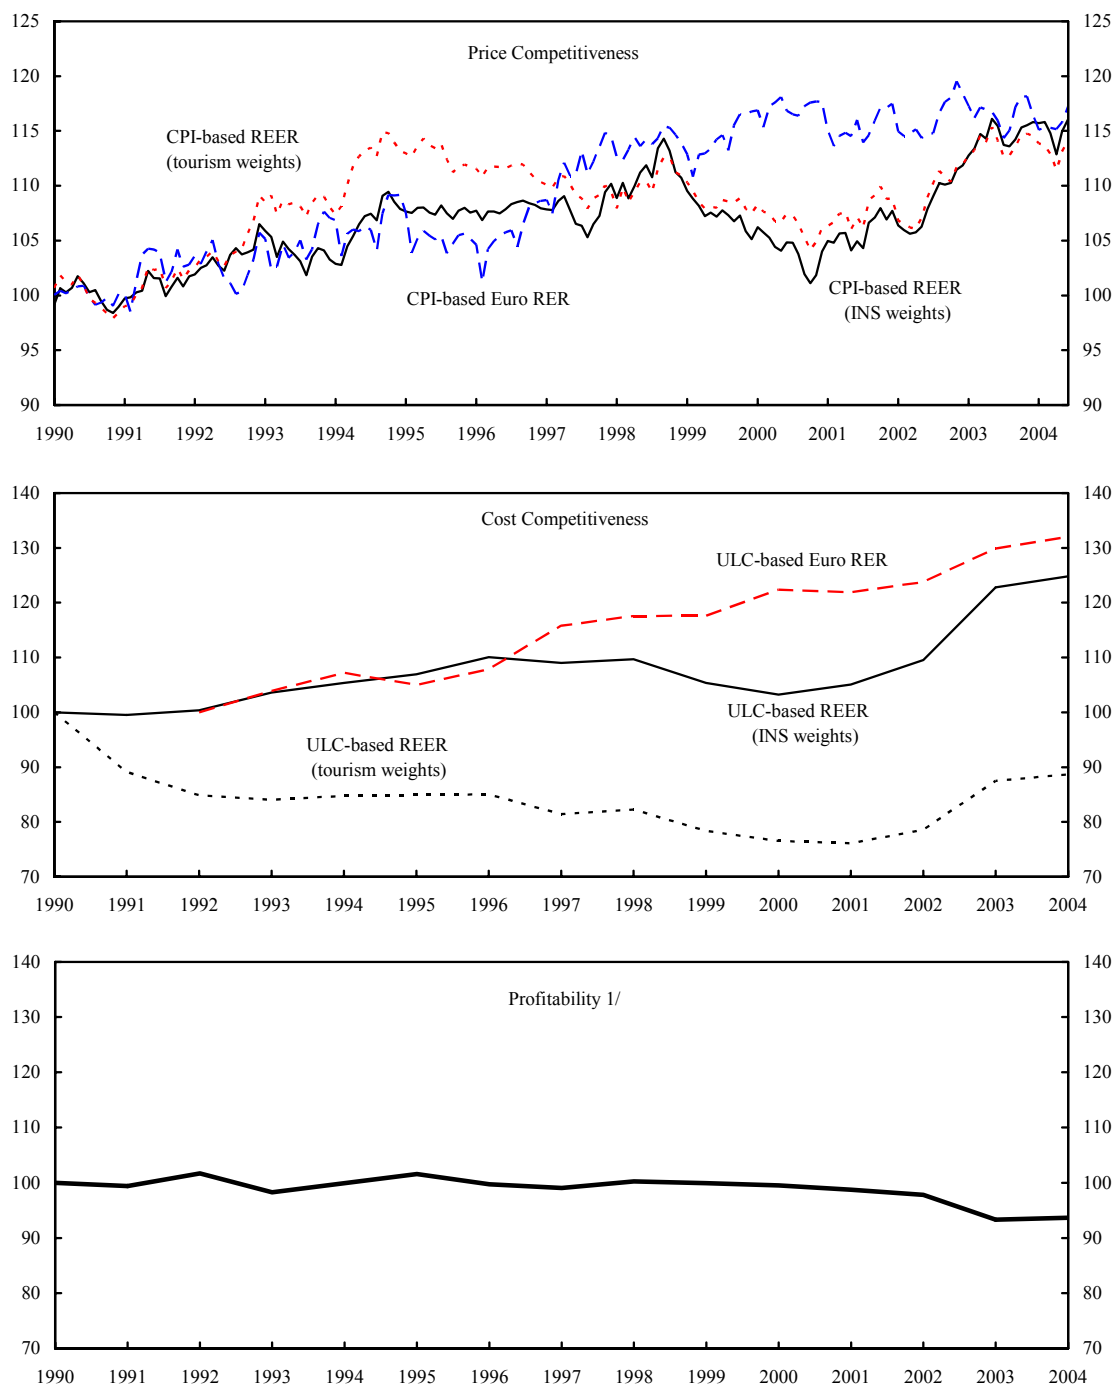 125 125
Price Competitiveness
120 120
CPI-based REER
(tourism weights)
115 115
110 110
105 105
CPI-based Euro RER
CPI-based REER
(INS weights)
100 100
95 95
90 90
1990 1991 1992 1993 1994 1995 1996 1997 1998 1999 2000 2001 2002 2003 2004
140 140
Cost Competitiveness
130 130
ULC-based Euro RER
120 120
110 110
100 100
ULC-based REER
(INS weights)
ULC-based REER
(tourism weights)
90 90
80 80
70 70
1990 1991 1992 1993 1994 1995 1996 1997 1998 1999 2000 2001 2002 2003 2004
140 140
Profitability 1/
130 130
120 120
110 110
100 100
90 90
80 80
70 70
1990 1991 1992 1993 1994 1995 1996 1997 1998 1999 2000 2001 2002 2003 2004